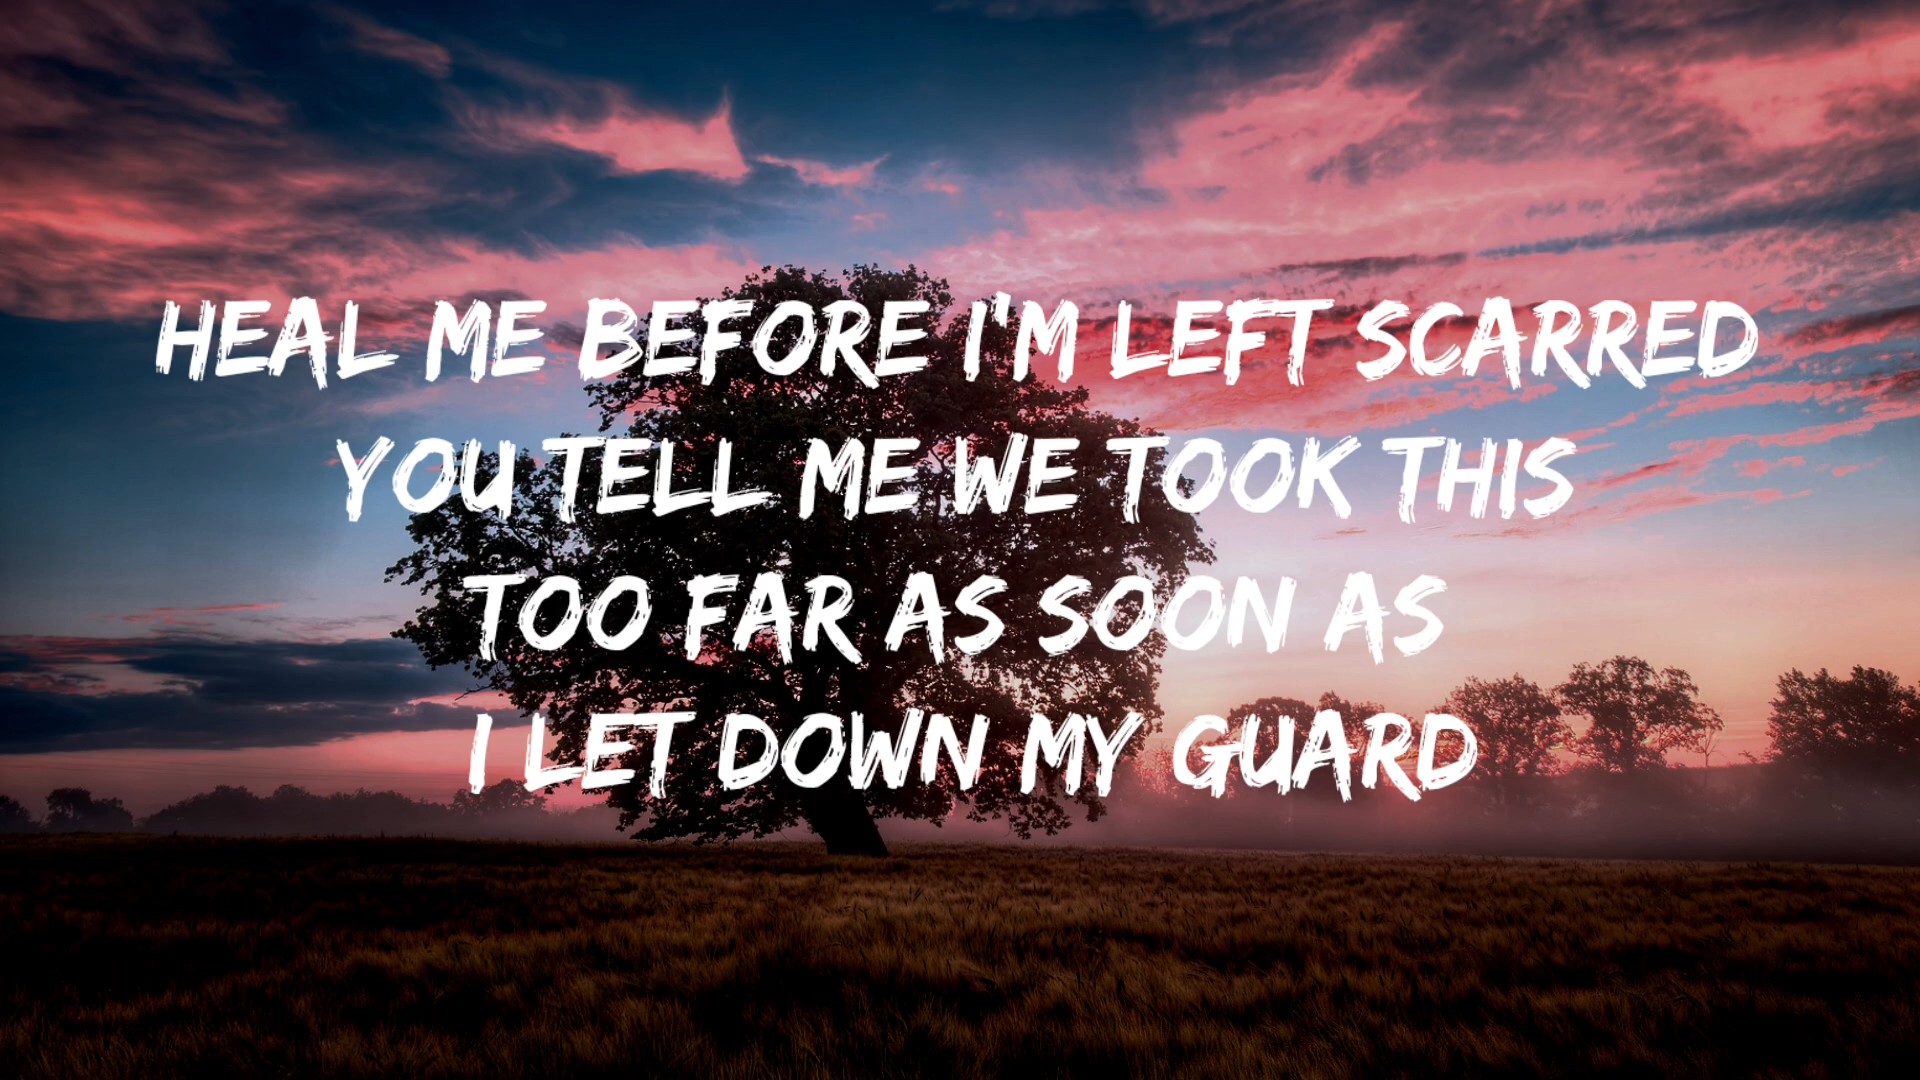 HEAL ME BEFORE I'M LEFT SCARRED
YOU TELL ME WE TOOK THIS
TOO FAR AS SOON AS
I LET DOWN MY GUARD